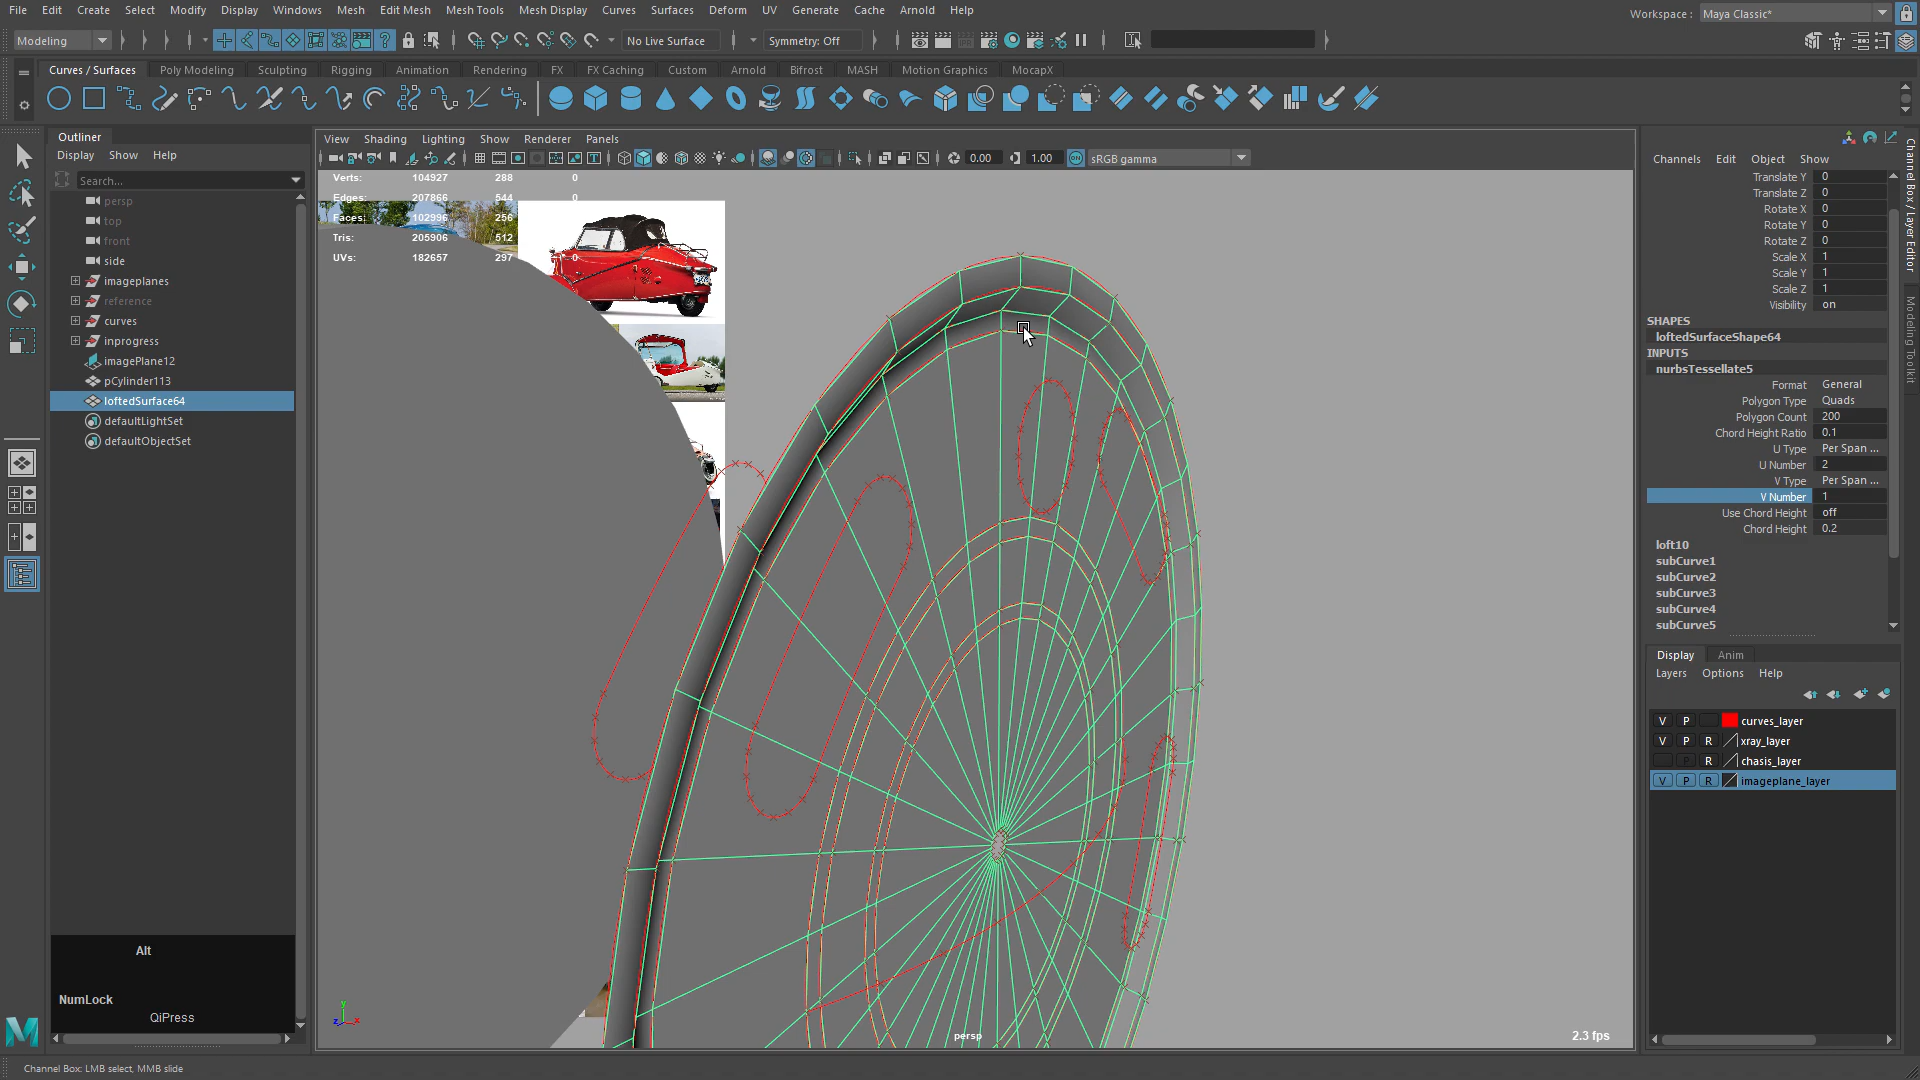 File Edit Create Select Modify Display Windows Mesh Edit Mesh Mesh Tools Mesh Display Curves Surfaces Deform UV Generate Cache Arnold Help
Workspace : Maya Classic*
Modeling No Live Surface Symmetry: Off
Curves / Surfaces Poly Modeling Sculpting Rigging Animation Rendering FX FX Caching Custom Arnold Bifrost MASH Motion Graphics MocapX
Outliner
Display Show Help
Search...
persp
top
front
side
imageplanes
reference
curves
inprogress
imagePlane12
pCylinder113
loftedSurface64
defaultLightSet
defaultObjectSet
Alt
NumLock
QiPress
View Shading Lighting Show Renderer Panels
0.00 1.00 sRGB gamma
Verts: 104927 288 0
Edges: 207866 544 0
Faces: 102996 256 0
Tris: 205906 512 0
UVs: 182657 297 0
persp
2.3 fps
Channels Edit Object Show
Translate Y 0
Translate Z 0
Rotate X 0
Rotate Y 0
Rotate Z 0
Scale X 1
Scale Y 1
Scale Z 1
Visibility on
SHAPES
loftedSurfaceShape64
INPUTS
nurbsTessellate5
Format General
Polygon Type Quads
Polygon Count 200
Chord Height Ratio 0.1
U Type Per Span ...
U Number 2
V Type Per Span ...
V Number 1
Use Chord Height off
Chord Height 0.2
loft10
subCurve1
subCurve2
subCurve3
subCurve4
subCurve5
Display Anim
Layers Options Help
V P curves_layer
V P R xray_layer
P R chasis_layer
V P R imageplane_layer
Channel Box / Layer Editor
Modeling Toolkit
Channel Box: LMB select, MMB slide